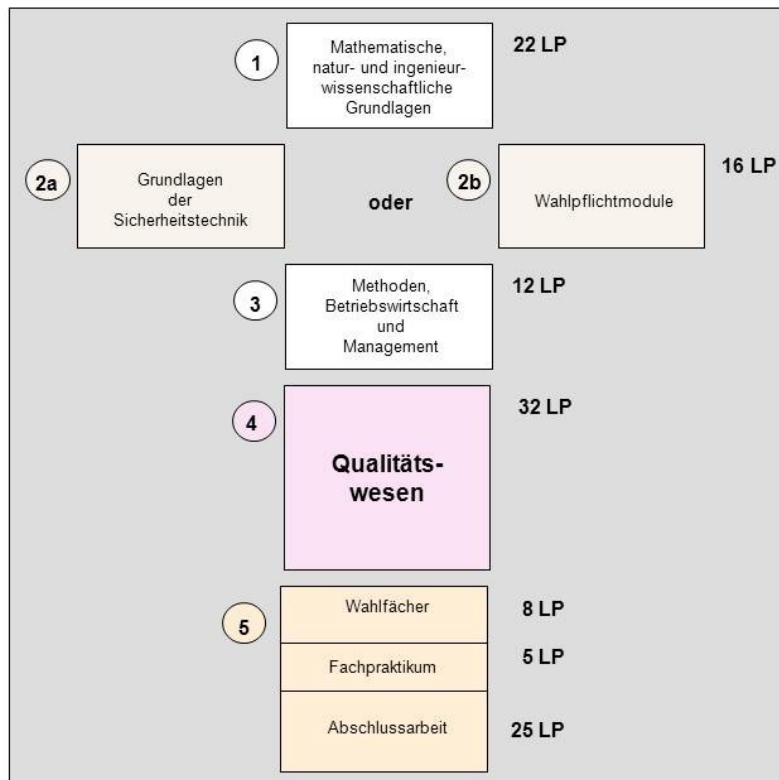 1
Mathematische,
natur- und ingenieur-
wissenschaftliche
Grundlagen
22 LP
2a
Grundlagen
der
Sicherheitstechnik
oder
2b
Wahlpflichtmodule
16 LP
3
Methoden,
Betriebswirtschaft
und
Management
12 LP
4
Qualitäts-
wesen
32 LP
5
Wahlfächer
8 LP
Fachpraktikum
5 LP
Abschlussarbeit
25 LP